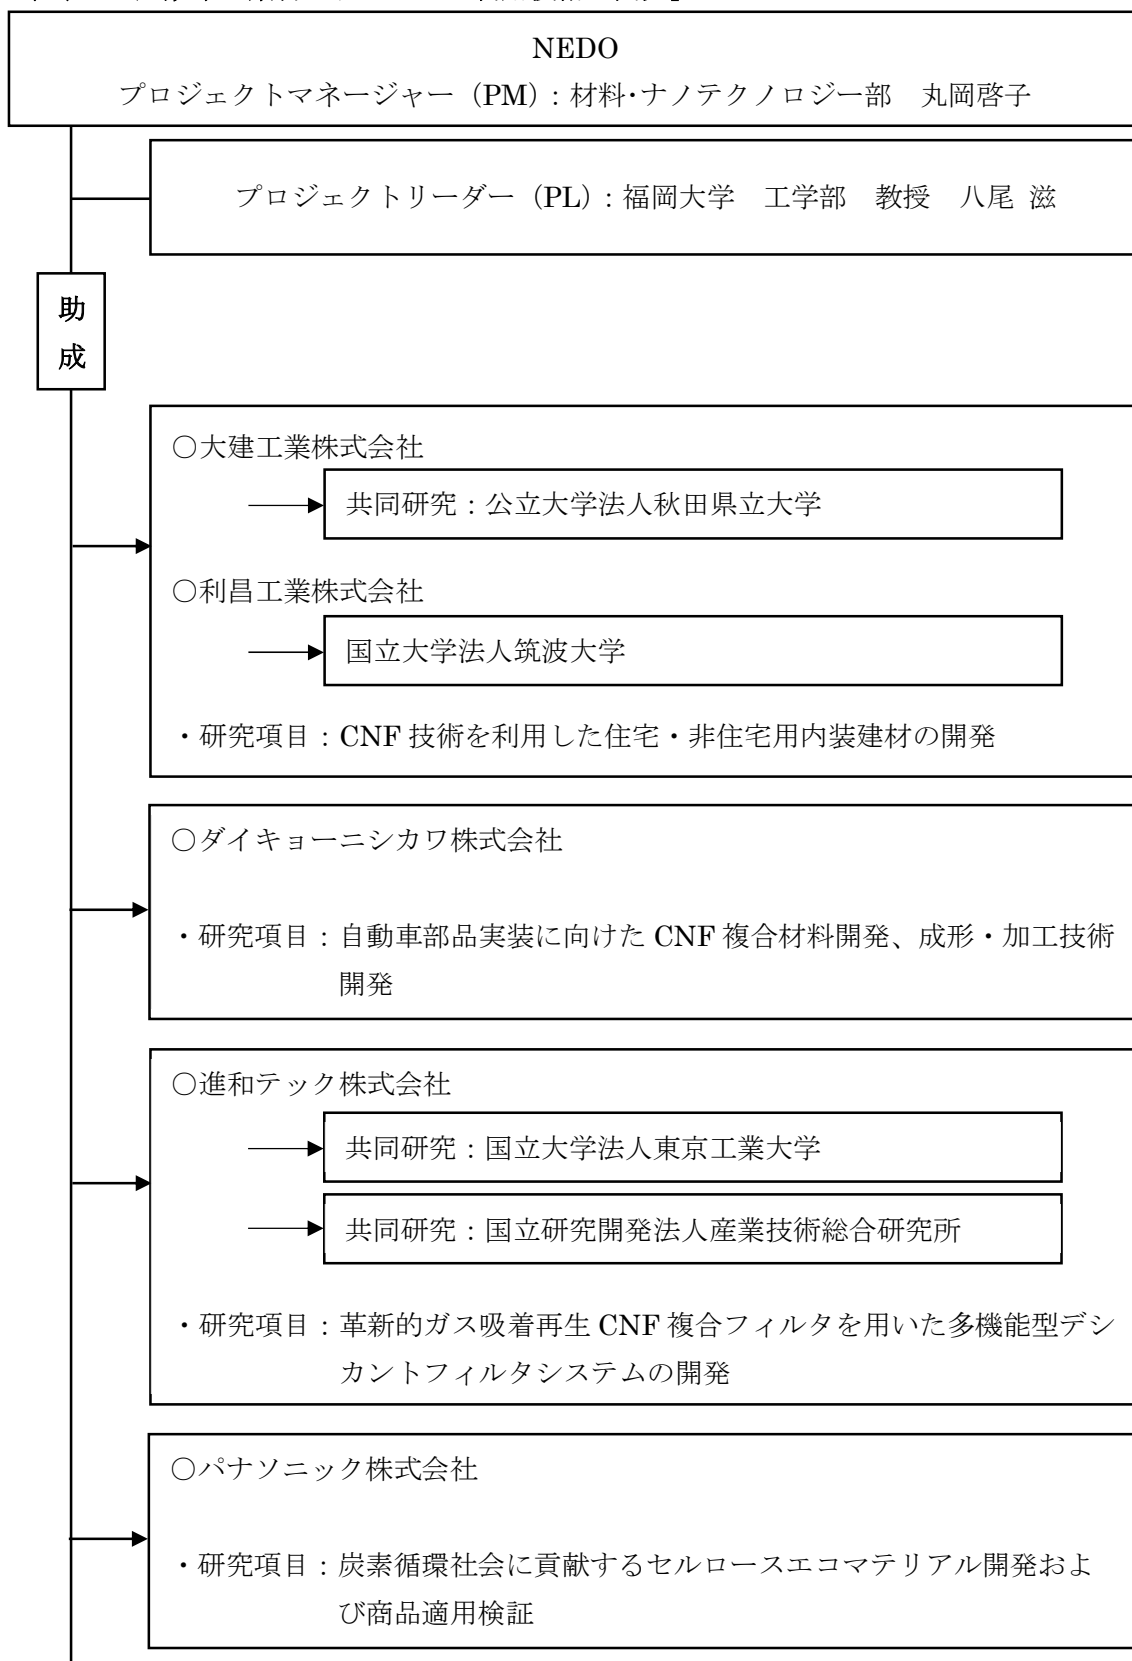 NEDO
プロジェクトマネージャー（PM）：材料・ナノテクノロジー部　丸岡啓子
プロジェクトリーダー（PL）：福岡大学　工学部　教授　八尾 滋
助
成
○大建工業株式会社
共同研究：公立大学法人秋田県立大学
○利昌工業株式会社
国立大学法人筑波大学
・研究項目：CNF 技術を利用した住宅・非住宅用内装建材の開発
○ダイキョーニシカワ株式会社
・研究項目：自動車部品実装に向けた CNF 複合材料開発、成形・加工技術
開発
○進和テック株式会社
共同研究：国立大学法人東京工業大学
共同研究：国立研究開発法人産業技術総合研究所
・研究項目：革新的ガス吸着再生 CNF 複合フィルタを用いた多機能型デシ
カントフィルタシステムの開発
○パナソニック株式会社
・研究項目：炭素循環社会に貢献するセルロースエコマテリアル開発およ
び商品適用検証